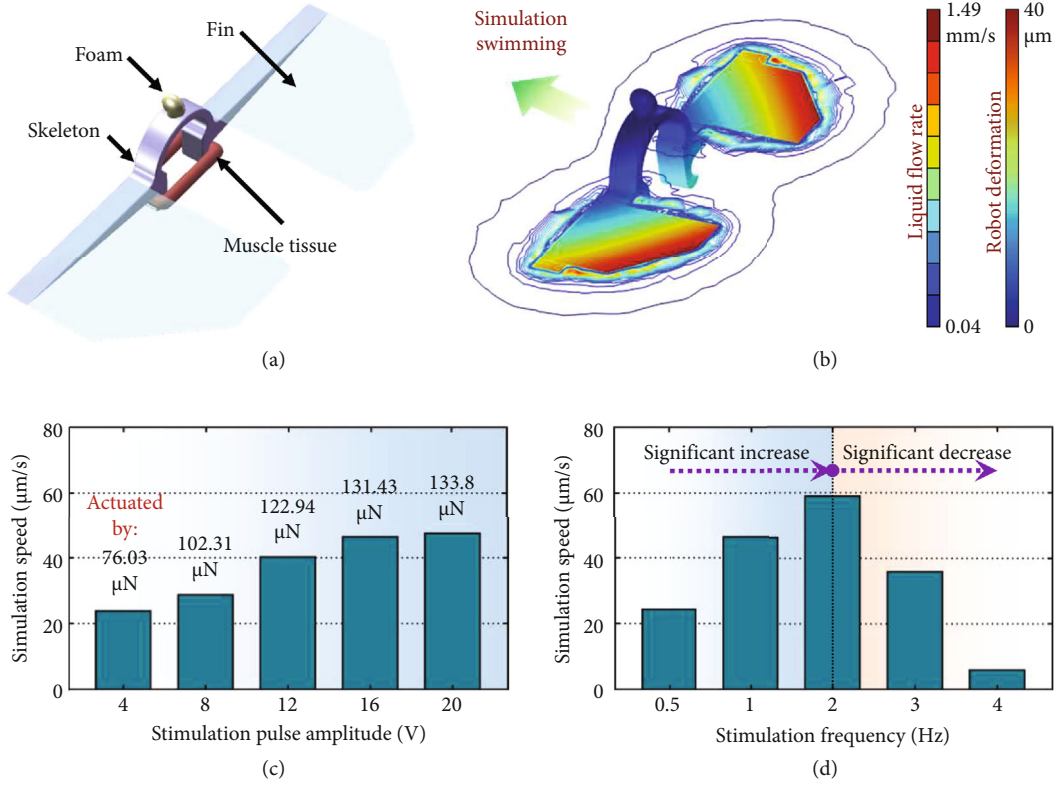 Fin
Foam
Skeleton
Muscle tissue
(a)
Simulation
swimming
1.49
mm/s
40
μm
Liquid flow rate
Robot deformation
0.04
0
(b)
80
60
40
20
0
Simulation speed (μm/s)
Actuated
by:
76.03
μN
102.31
μN
122.94
μN
131.43
μN
133.8
μN
4 8 12 16 20
Stimulation pulse amplitude (V)
(c)
80
60
40
20
0
Simulation speed (μm/s)
Significant increase Significant decrease
0.5 1 2 3 4
Stimulation frequency (Hz)
(d)